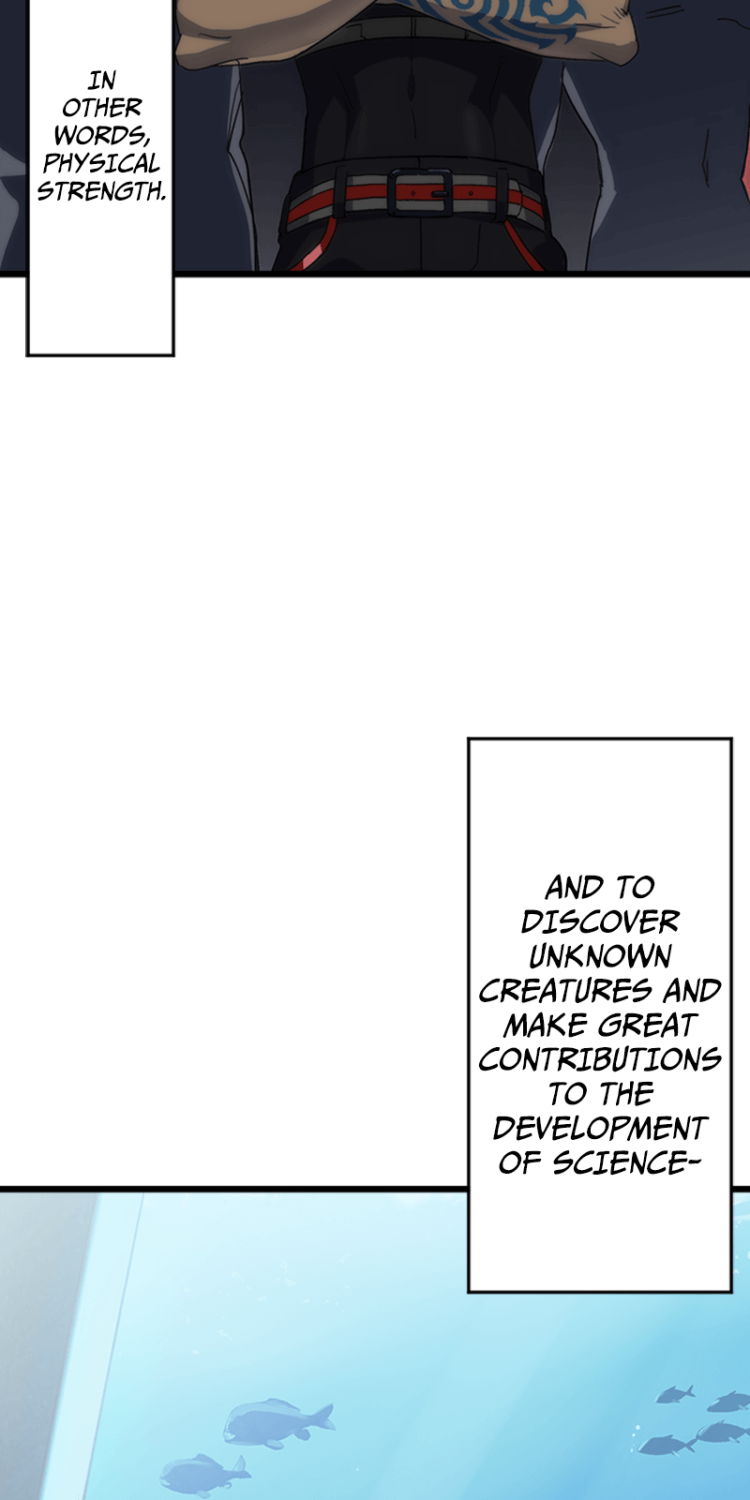 IN
OTHER
WORDS,
PHYSICAL
STRENGTH.
AND TO
DISCOVER
UNKNOWN
CREATURES AND
MAKE GREAT
CONTRIBUTIONS
TO THE
DEVELOPMENT
OF SCIENCE-